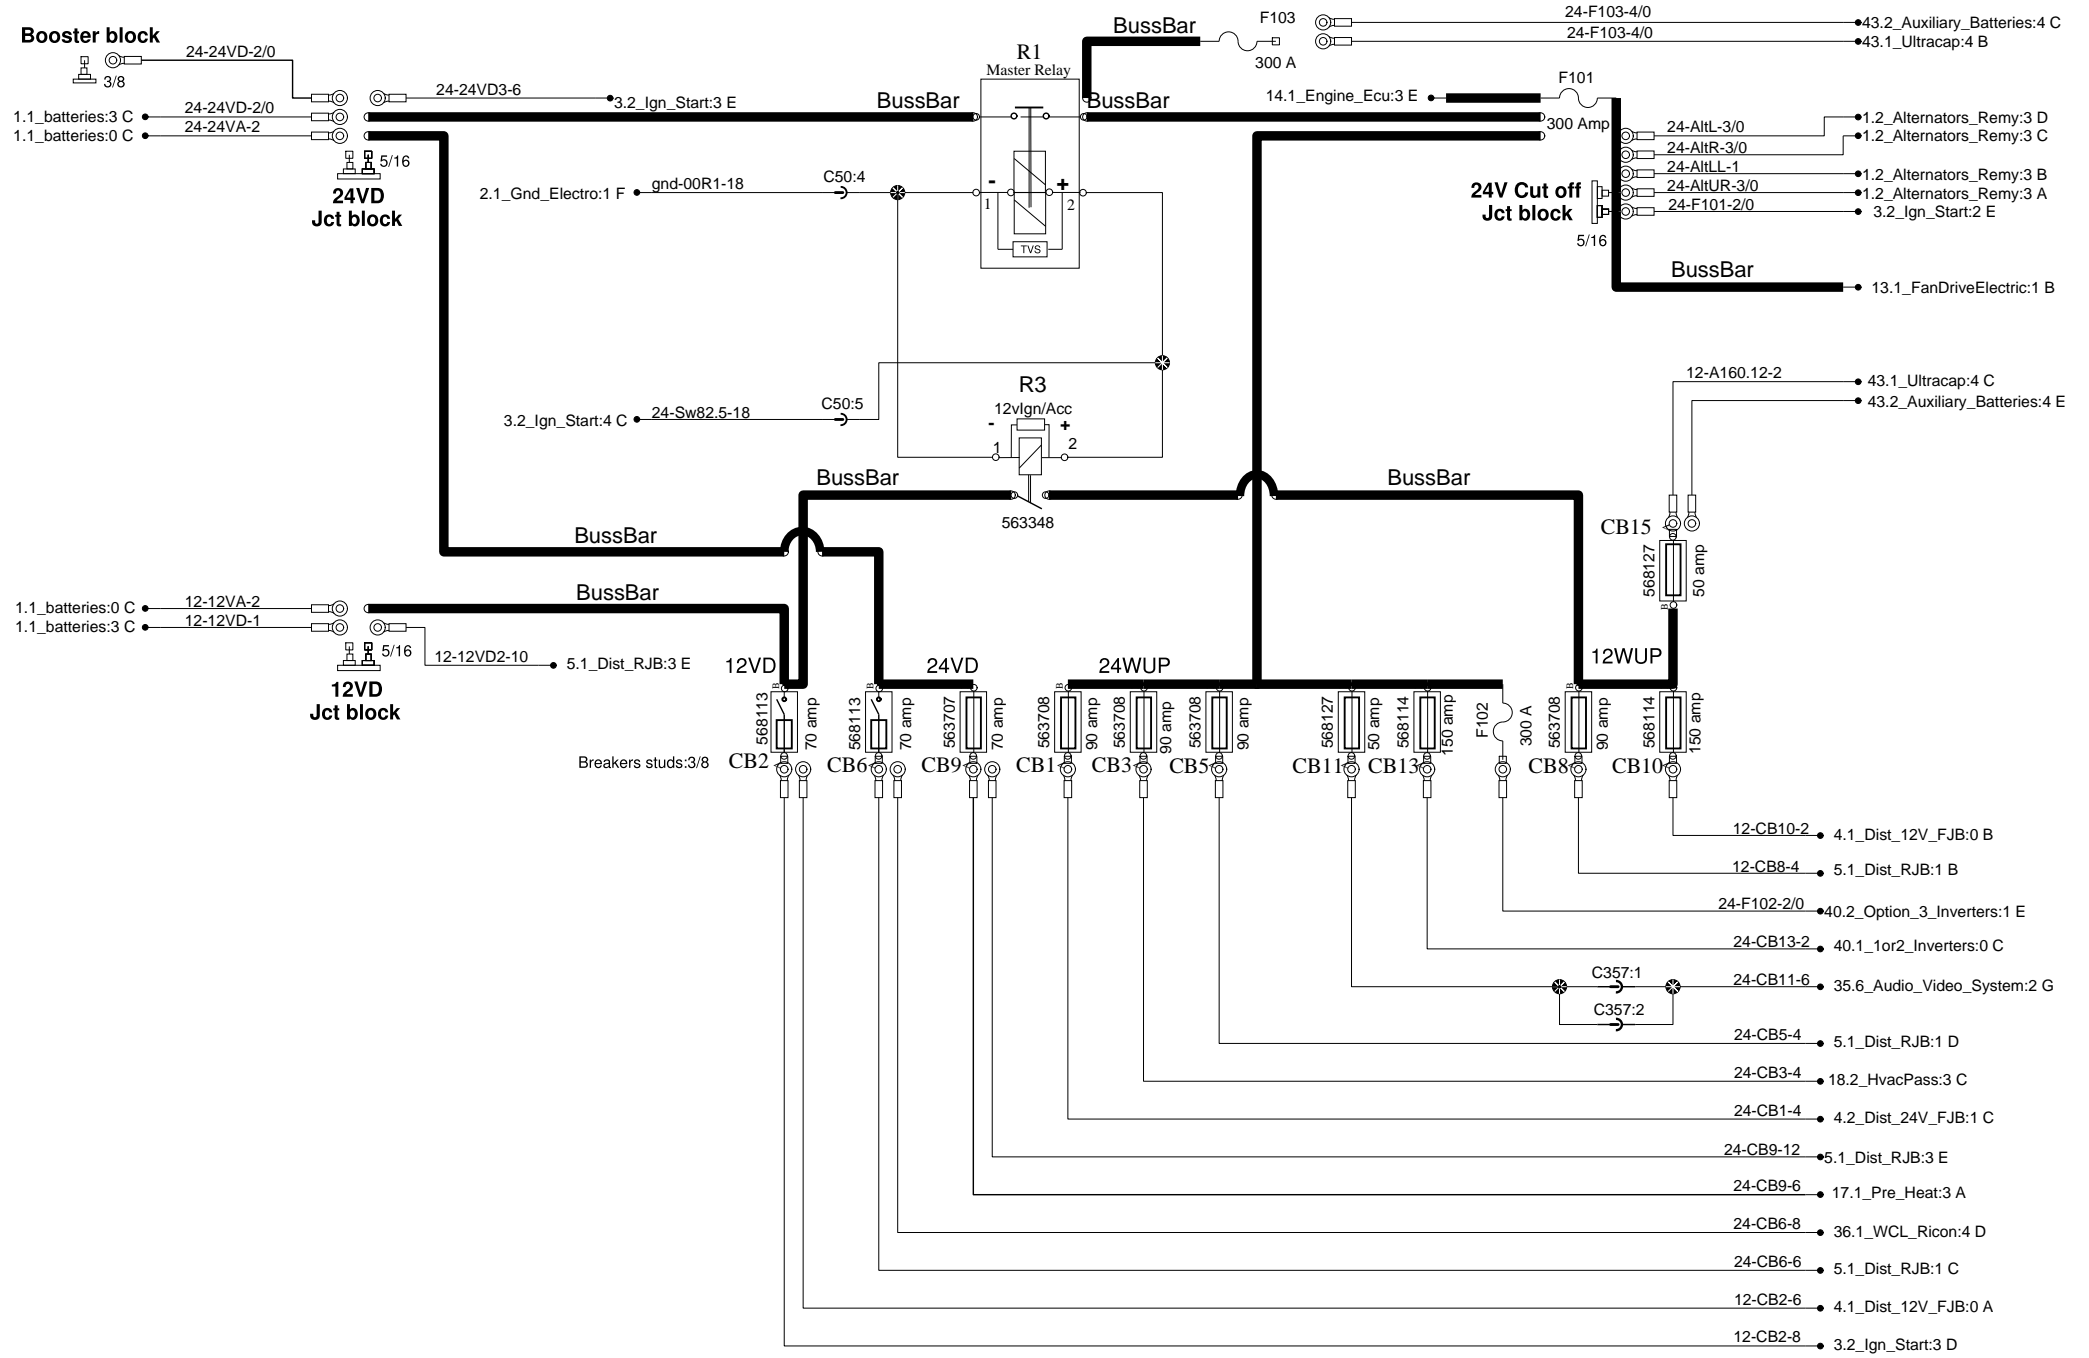 Booster block
24-24VD-2/0
3/8
1.1_batteries:3 C
24-24VD-2/0
1.1_batteries:0 C
24-24VA-2
24-24VD3-6
3.2_Ign_Start:3 E
5/16
24VD
Jct block
BussBar
R1
Master Relay
BussBar
F103
300 A
24-F103-4/0
43.2_Auxiliary_Batteries:4 C
24-F103-4/0
43.1_Ultracap:4 B
BussBar
14.1_Engine_Ecu:3 E
F101
300 Amp
24-AltL-3/0
1.2_Alternators_Remy:3 D
24-AltR-3/0
1.2_Alternators_Remy:3 C
24-AltLL-1
1.2_Alternators_Remy:3 B
24-AltUR-3/0
1.2_Alternators_Remy:3 A
24-F101-2/0
3.2_Ign_Start:2 E
24V Cut off
Jct block
5/16
BussBar
13.1_FanDriveElectric:1 B
2.1_Gnd_Electro:1 F
gnd-00R1-18
C50:4
- +
1 2
TVS
3.2_Ign_Start:4 C
24-Sw82.5-18
C50:5
R3
12vIgn/Acc
- +
1 2
563348
BussBar
BussBar
12-A160.12-2
43.1_Ultracap:4 C
43.2_Auxiliary_Batteries:4 E
CB15
568127
50 amp
B
BussBar
1.1_batteries:0 C
12-12VA-2
BussBar
1.1_batteries:3 C
12-12VD-1
12-12VD2-10
5.1_Dist_RJB:3 E
5/16
12VD
Jct block
12VD
24VD
24WUP
12WUP
B
568113
70 amp
B
568113
70 amp
563707
70 amp
B
563708
90 amp
563708
90 amp
563708
90 amp
568127
50 amp
568114
150 amp
F102
300 A
B
563708
90 amp
568114
150 amp
Breakers studs:3/8
CB2
CB6
CB9
CB1
CB3
CB5
CB11
CB13
CB8
CB10
12-CB10-2
4.1_Dist_12V_FJB:0 B
12-CB8-4
5.1_Dist_RJB:1 B
24-F102-2/0
40.2_Option_3_Inverters:1 E
24-CB13-2
40.1_1or2_Inverters:0 C
C357:1
24-CB11-6
35.6_Audio_Video_System:2 G
C357:2
24-CB5-4
5.1_Dist_RJB:1 D
24-CB3-4
18.2_HvacPass:3 C
24-CB1-4
4.2_Dist_24V_FJB:1 C
24-CB9-12
5.1_Dist_RJB:3 E
24-CB9-6
17.1_Pre_Heat:3 A
24-CB6-8
36.1_WCL_Ricon:4 D
24-CB6-6
5.1_Dist_RJB:1 C
12-CB2-6
4.1_Dist_12V_FJB:0 A
12-CB2-8
3.2_Ign_Start:3 D